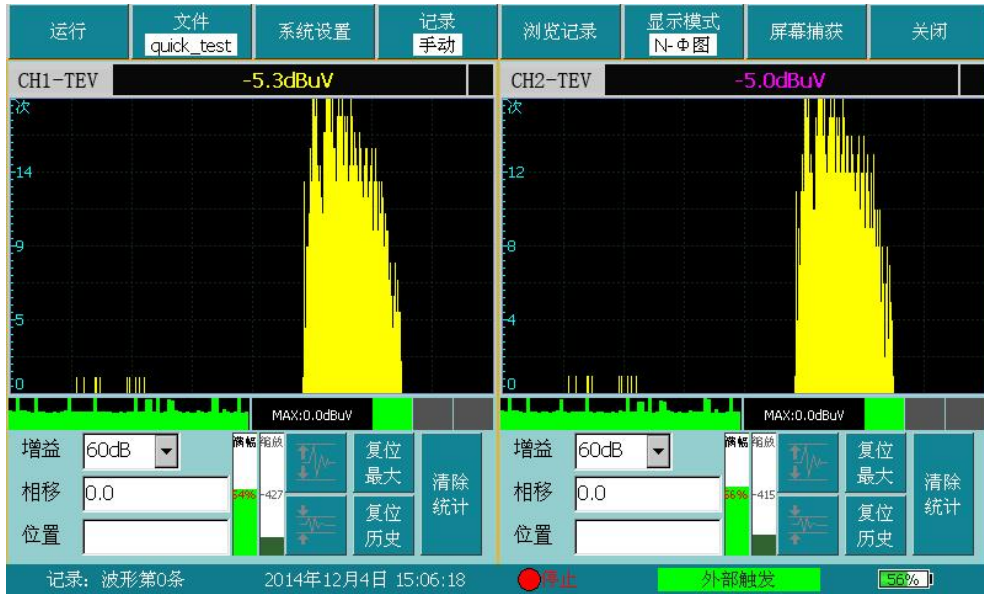 运行
文件
quick_test
系统设置
记录
手动
浏览记录
显示模式
N-Φ图
屏幕捕获
关闭
CH1-TEV
-5.3dBuV
CH2-TEV
-5.0dBuV
次
14
9
5
0
次
12
8
4
0
MAX:0.0dBuV
MAX:0.0dBuV
增益
60dB
满幅
缩放
相移
0.0
54%
-427
位置
复位
最大
复位
历史
清除
统计
增益
60dB
满幅
缩放
相移
0.0
56%
-415
位置
复位
最大
复位
历史
清除
统计
记录：波形第0条
2014年12月4日 15:06:18
停止
外部触发
56%